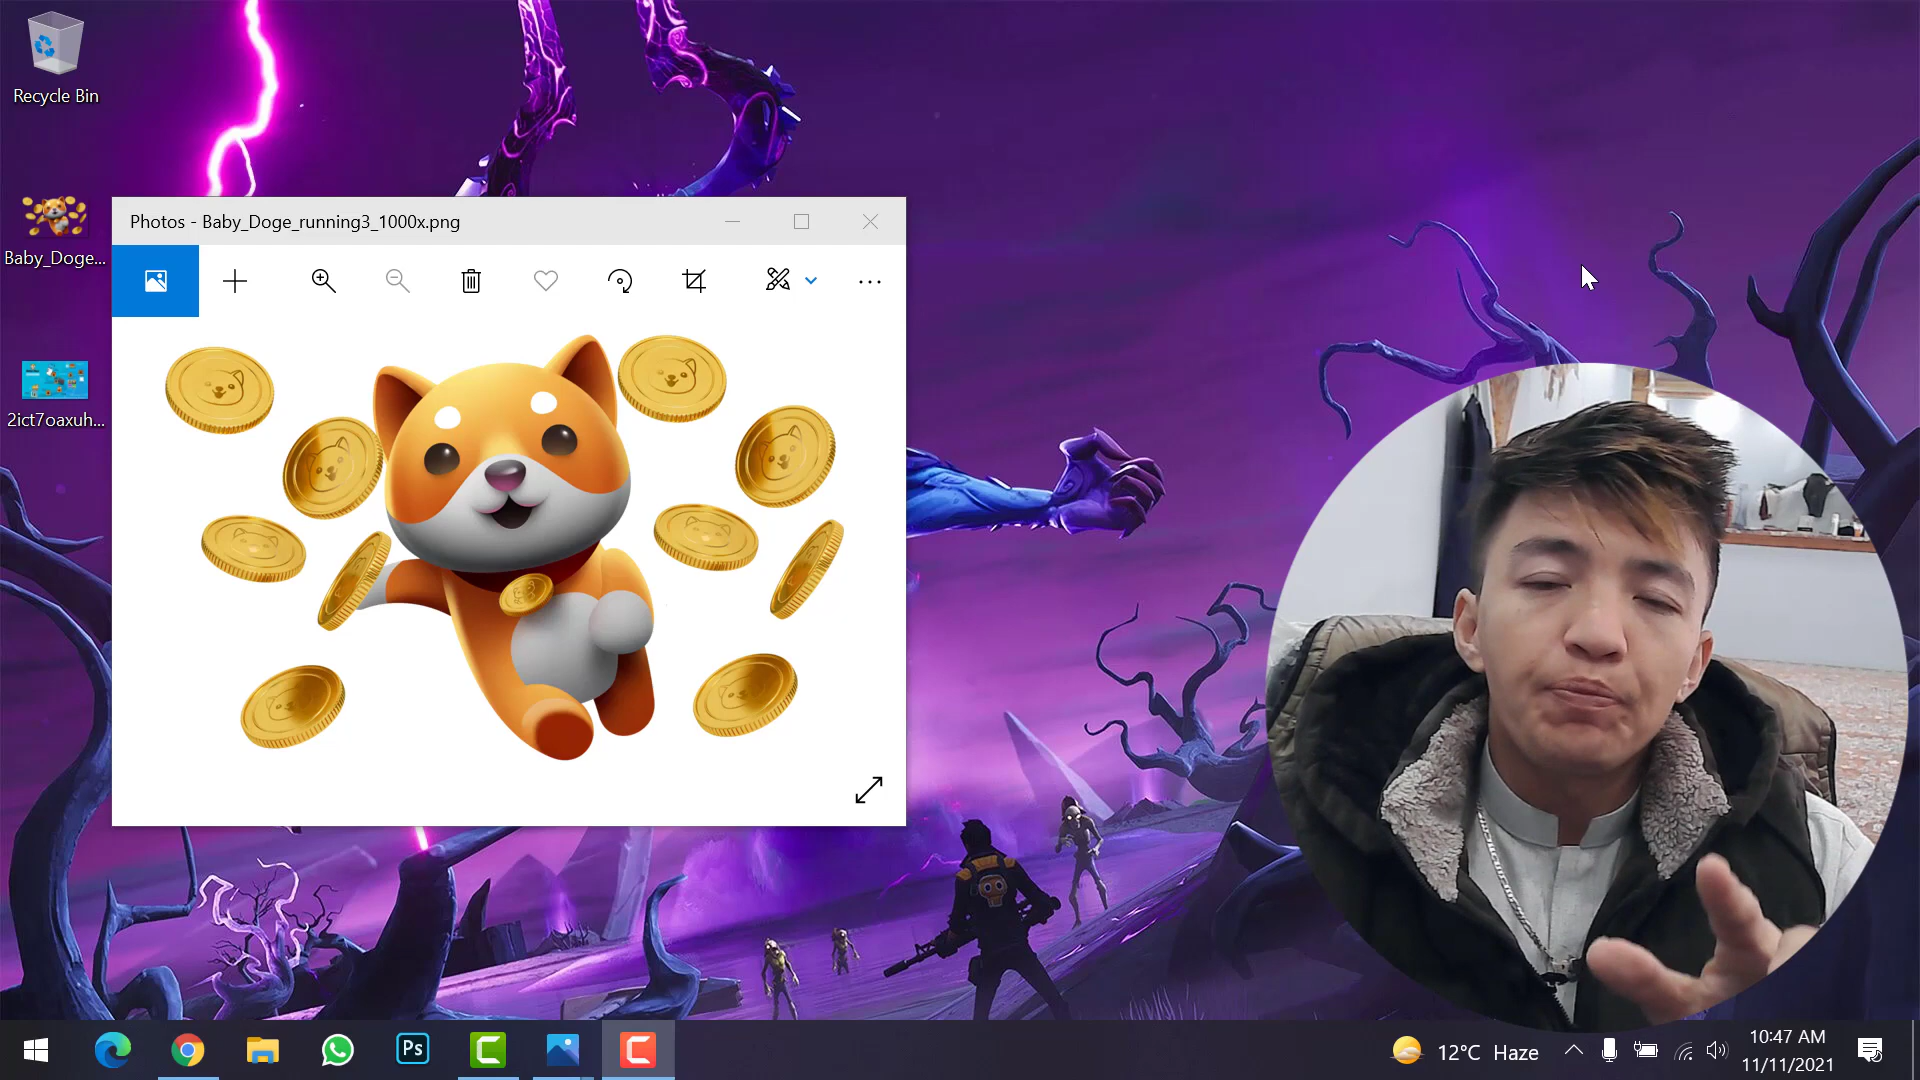 Recycle Bin
Baby_Doge...
2ict7oaxuh...
Photos - Baby_Doge_running3_1000x.png
Ps
12°C Haze
10:47 AM
11/11/2021